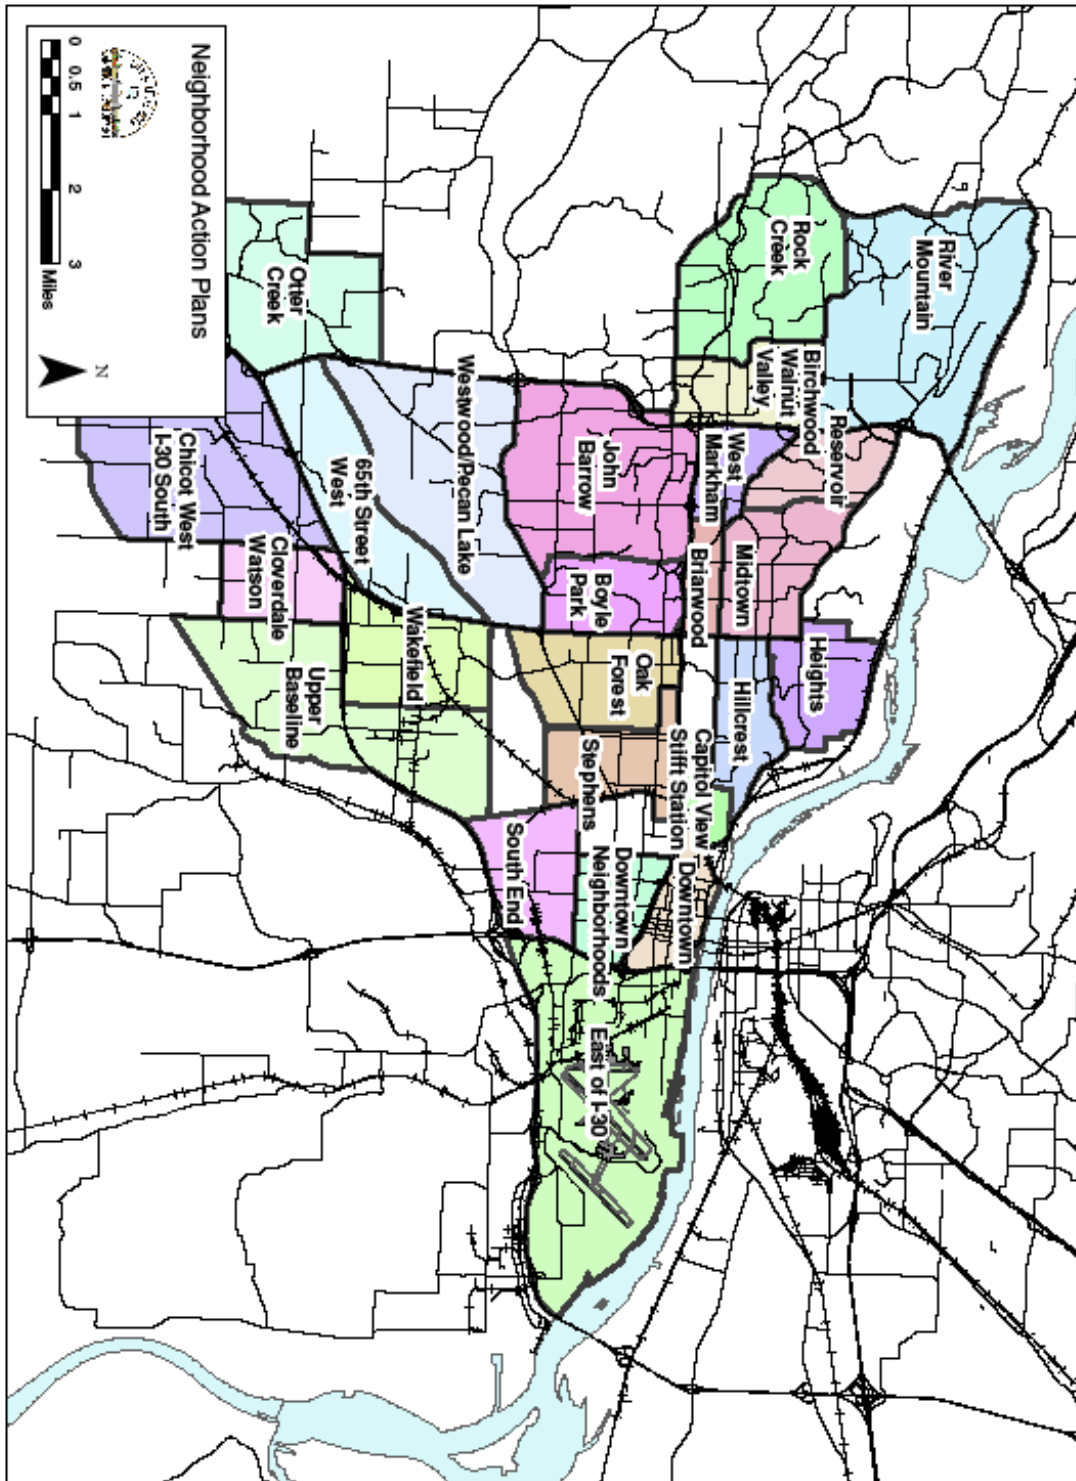 River
Mountain
Rock
Creek
Birchwood
Walnut
Valley
Reservoir
West
Markham
Midtown
Briarwood
Heights
Hillcrest
Capitol View
Stifft Station
John
Barrow
Boyle
Park
Oak
Forest
Stephens
Downtown
Downtown
Neighborhoods
East of I-30
South End
Westwood/Pecan Lake
65th Street
West
Wakefield
Upper
Baseline
Otter
Creek
Chicot West
I-30 South
Cloverdale
Watson
Neighborhood Action Plans
0 0.5 1 2 3
Miles
N